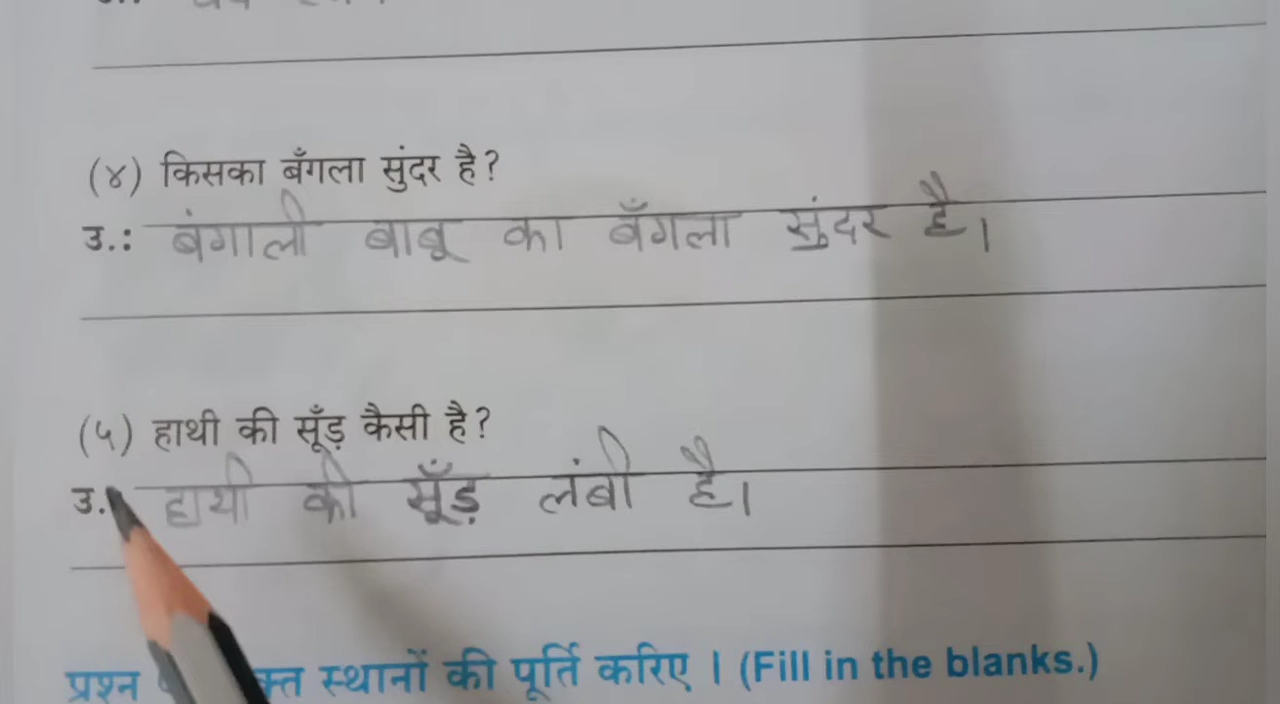 (४) किसका बँगला सुंदर है?
उ.: बंगाली बाबू का बँगला सुंदर है।
(५) हाथी की सूँड़ कैसी है?
उ. हाथी की सूँड़ लंबी है।
प्रश्न स्थानों की पूर्ति करिए । (Fill in the blanks.)